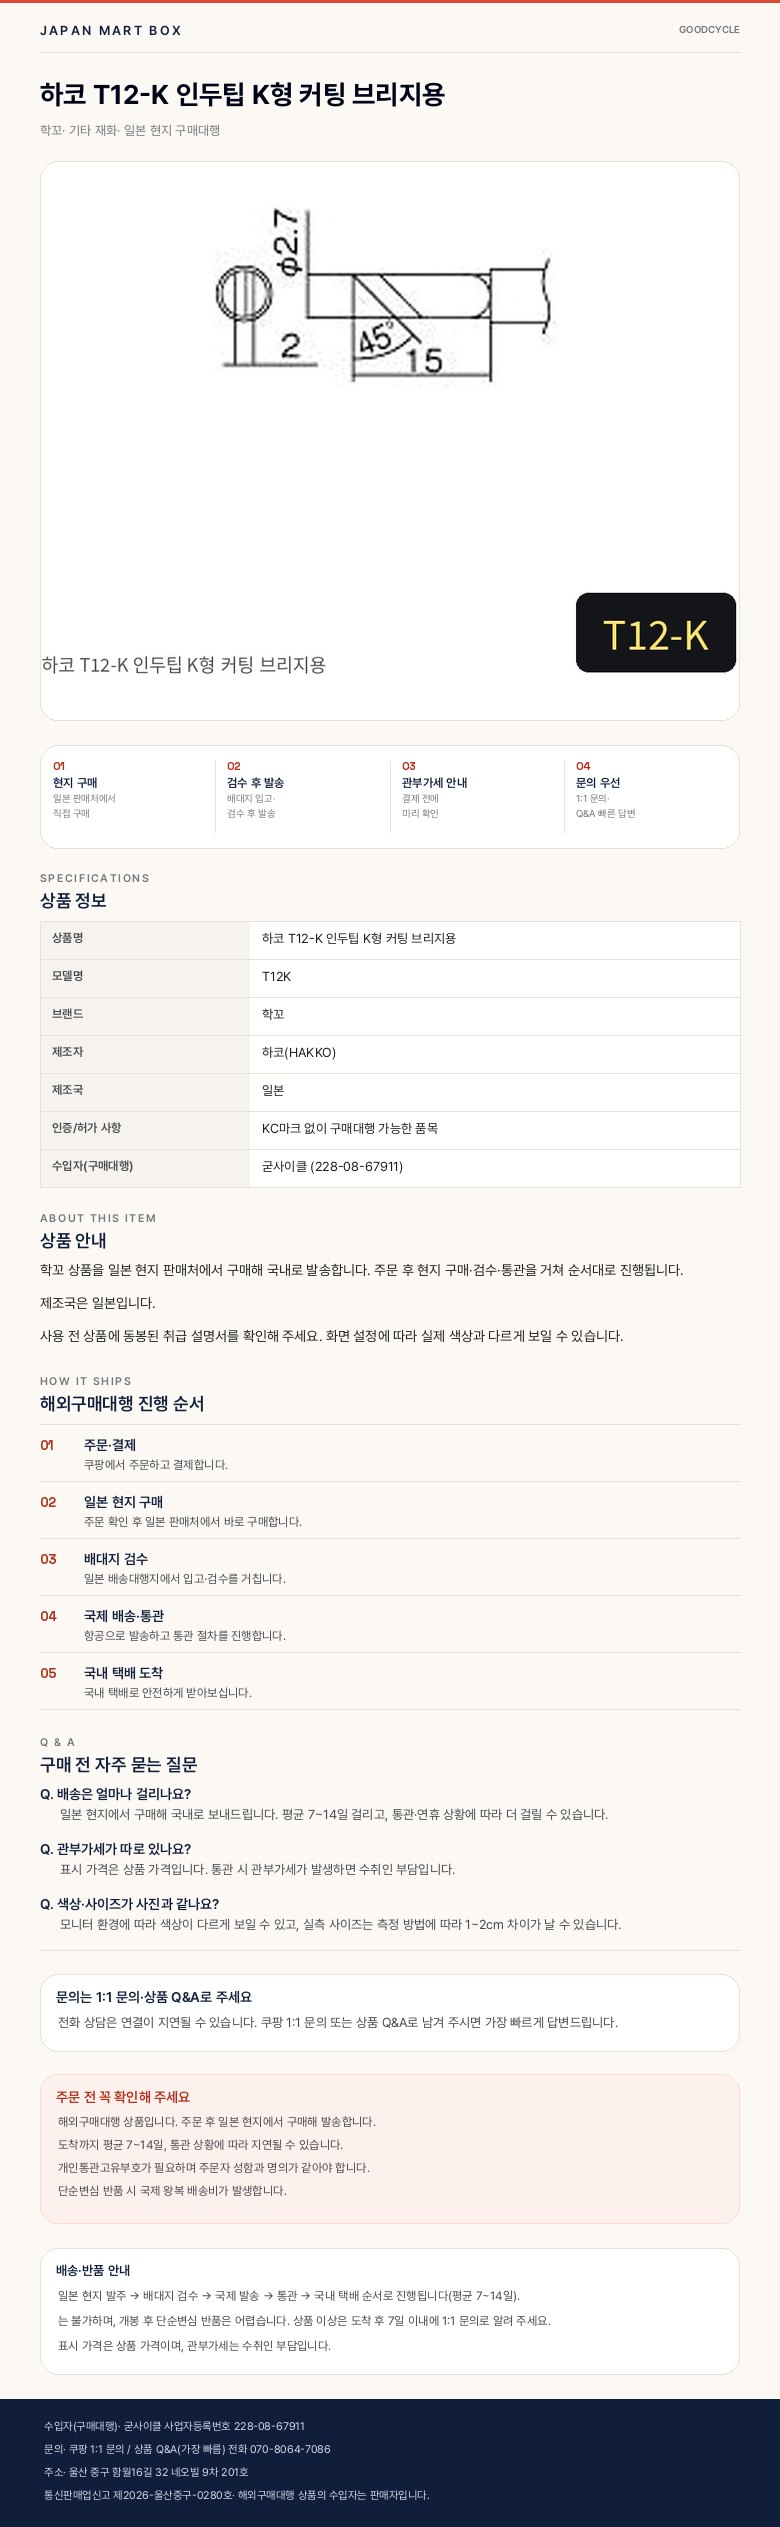 JAPAN MART BOX
GOODCYCLE
하코 T12-K 인두팁 K형 커팅 브리지용
학꼬· 기타 재화· 일본 현지 구매대행
φ2.7
2
45°
15
T12-K
하코 T12-K 인두팁 K형 커팅 브리지용
01
현지 구매
일본 판매처에서
직접 구매
02
검수 후 발송
배대지 입고·
검수 후 발송
03
관부가세 안내
결제 전에
미리 확인
04
문의 우선
1:1 문의·
Q&A 빠른 답변
SPECIFICATIONS
상품 정보
상품명 하코 T12-K 인두팁 K형 커팅 브리지용
모델명 T12K
브랜드 학꼬
제조자 하코(HAKKO)
제조국 일본
인증/허가 사항 KC마크 없이 구매대행 가능한 품목
수입자(구매대행) 굳사이클 (228-08-67911)
ABOUT THIS ITEM
상품 안내
학꼬 상품을 일본 현지 판매처에서 구매해 국내로 발송합니다. 주문 후 현지 구매·검수·통관을 거쳐 순서대로 진행됩니다.
제조국은 일본입니다.
사용 전 상품에 동봉된 취급 설명서를 확인해 주세요. 화면 설정에 따라 실제 색상과 다르게 보일 수 있습니다.
HOW IT SHIPS
해외구매대행 진행 순서
01 주문·결제
쿠팡에서 주문하고 결제합니다.
02 일본 현지 구매
주문 확인 후 일본 판매처에서 바로 구매합니다.
03 배대지 검수
일본 배송대행지에서 입고·검수를 거칩니다.
04 국제 배송·통관
항공으로 발송하고 통관 절차를 진행합니다.
05 국내 택배 도착
국내 택배로 안전하게 받아보십니다.
Q & A
구매 전 자주 묻는 질문
Q. 배송은 얼마나 걸리나요?
일본 현지에서 구매해 국내로 보내드립니다. 평균 7~14일 걸리고, 통관·연휴 상황에 따라 더 걸릴 수 있습니다.
Q. 관부가세가 따로 있나요?
표시 가격은 상품 가격입니다. 통관 시 관부가세가 발생하면 수취인 부담입니다.
Q. 색상·사이즈가 사진과 같나요?
모니터 환경에 따라 색상이 다르게 보일 수 있고, 실측 사이즈는 측정 방법에 따라 1~2cm 차이가 날 수 있습니다.
문의는 1:1 문의·상품 Q&A로 주세요
전화 상담은 연결이 지연될 수 있습니다. 쿠팡 1:1 문의 또는 상품 Q&A로 남겨 주시면 가장 빠르게 답변드립니다.
주문 전 꼭 확인해 주세요
해외구매대행 상품입니다. 주문 후 일본 현지에서 구매해 발송합니다.
도착까지 평균 7~14일, 통관 상황에 따라 지연될 수 있습니다.
개인통관고유부호가 필요하며 주문자 성함과 명의가 같아야 합니다.
단순변심 반품 시 국제 왕복 배송비가 발생합니다.
배송·반품 안내
일본 현지 발주 → 배대지 검수 → 국제 발송 → 통관 → 국내 택배 순서로 진행됩니다(평균 7~14일).
는 불가하며, 개봉 후 단순변심 반품은 어렵습니다. 상품 이상은 도착 후 7일 이내에 1:1 문의로 알려 주세요.
표시 가격은 상품 가격이며, 관부가세는 수취인 부담입니다.
수입자(구매대행)· 굳사이클 사업자등록번호 228-08-67911
문의· 쿠팡 1:1 문의 / 상품 Q&A(가장 빠름) 전화 070-8064-7086
주소· 울산 중구 함월16길 32 네오빌 9차 201호
통신판매업신고 제2026-울산중구-0280호· 해외구매대행 상품의 수입자는 판매자입니다.